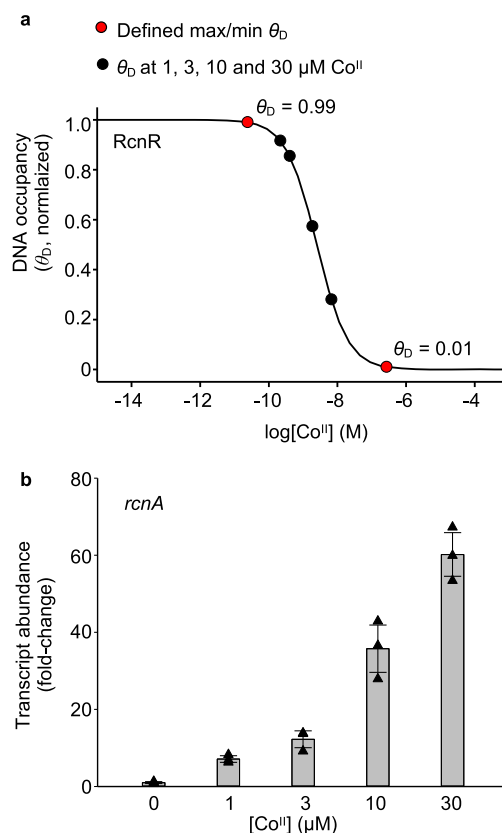 a
Defined max/min θD
θD at 1, 3, 10 and 30 µM CoII
θD = 0.99
RcnR
1.0
0.8
0.6
0.4
0.2
0
DNA occupancy
(θD, normlaized)
θD = 0.01
-14 -12 -10 -8 -6 -4
log[CoII] (M)
b
rcnA
80
60
40
20
0
Transcript abundance
(fold-change)
0 1 3 10 30
[CoII] (µM)